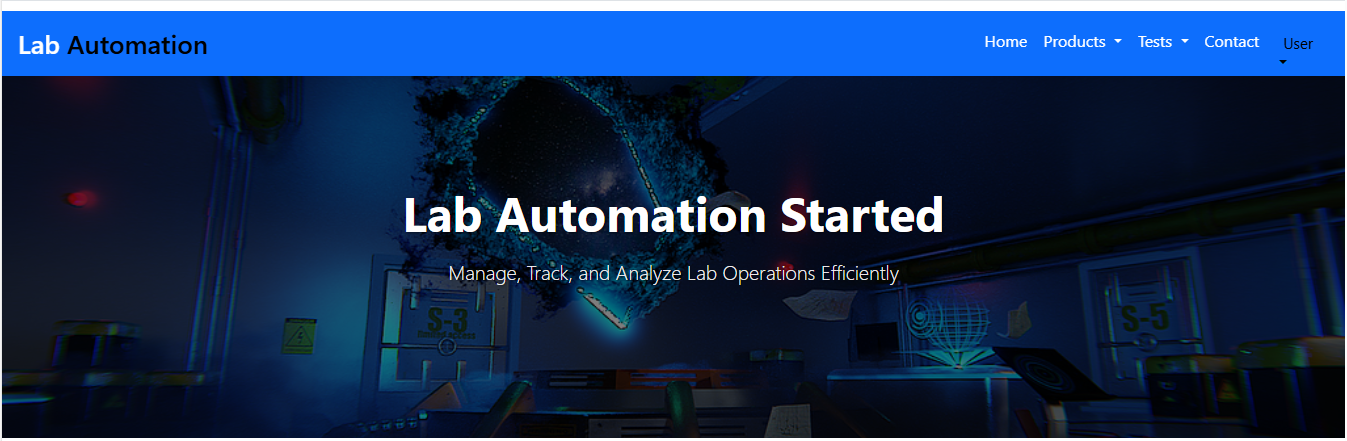 Lab Automation
Home Products Tests Contact User
Lab Automation Started
Manage, Track, and Analyze Lab Operations Efficiently
S-3
S-5